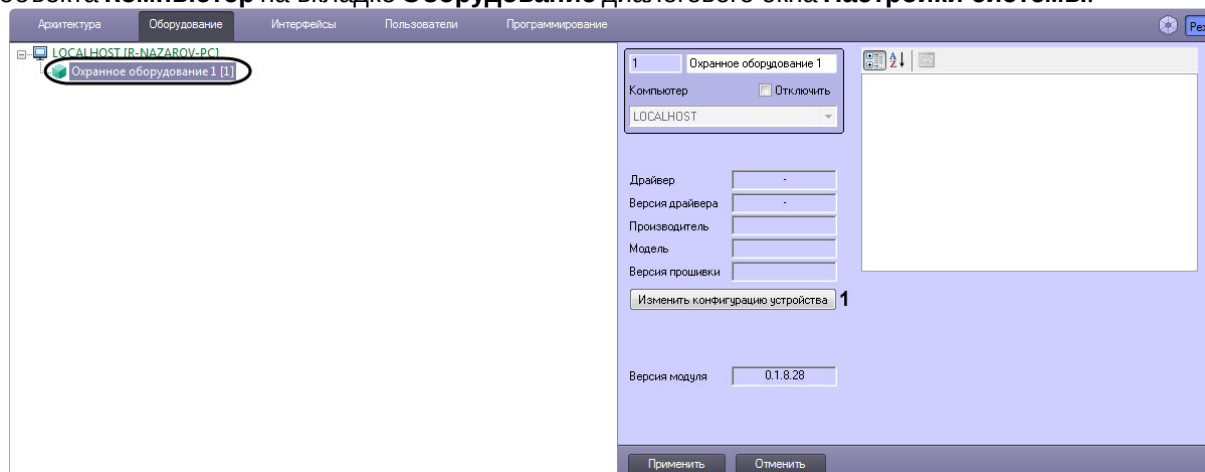 объекта Компьютер на вкладке Оборудование диалогового окна Настройки системы.
Архитектура Оборудование Интерфейсы Пользователи Программирование
LOCALHOST [R-NAZAROV-PC]
Охранное оборудование 1 [1]
1 Охранное оборудование 1
Компьютер Отключить
LOCALHOST
Драйвер -
Версия драйвера -
Производитель
Модель
Версия прошивки
Изменить конфигурацию устройства 1
Версия модуля 0.1.8.28
Применить Отменить